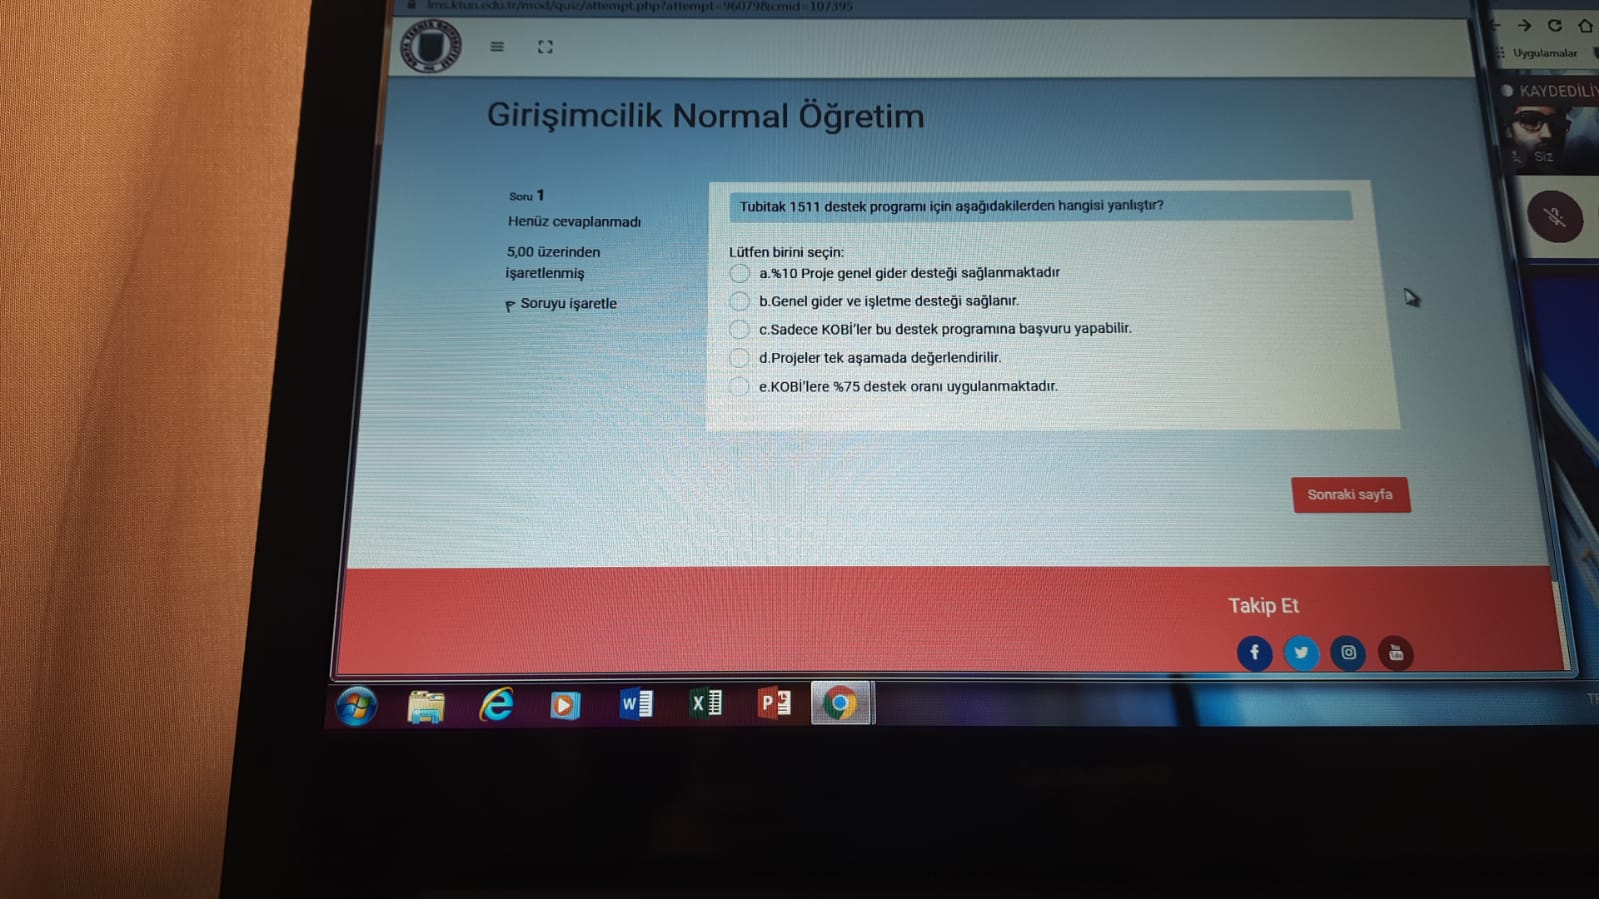 lms.ktun.edu.tr/mod/quiz/attempt.php?attempt=96079&cmid=107395
Uygulamalar
KAYDEDİLİY
Siz
Girişimcilik Normal Öğretim
Soru 1
Henüz cevaplanmadı
5,00 üzerinden
işaretlenmiş
Soruyu işaretle
Tubitak 1511 destek programı için aşağıdakilerden hangisi yanlıştır?
Lütfen birini seçin:
a.%10 Proje genel gider desteği sağlanmaktadır
b.Genel gider ve işletme desteği sağlanır.
c.Sadece KOBİ'ler bu destek programına başvuru yapabilir.
d.Projeler tek aşamada değerlendirilir.
e.KOBİ'lere %75 destek oranı uygulanmaktadır.
Sonraki sayfa
Takip Et